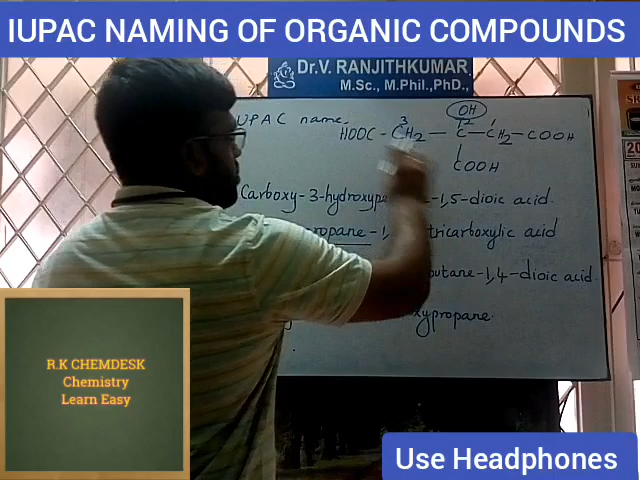 IUPAC NAMING OF ORGANIC COMPOUNDS
Dr.V. RANJITHKUMAR,
M.Sc., M.Phil.,PhD.,
UPAC name.
OH
3 2 1
HOOC - CH2 — C — CH2 — COOH
COOH
Carboxy-3-hydroxype -1,5-dioic acid.
ropane-1, tricarboxylic acid
butane-1,4-dioic acid.
xypropane.
R.K CHEMDESK
Chemistry
Learn Easy
Use Headphones